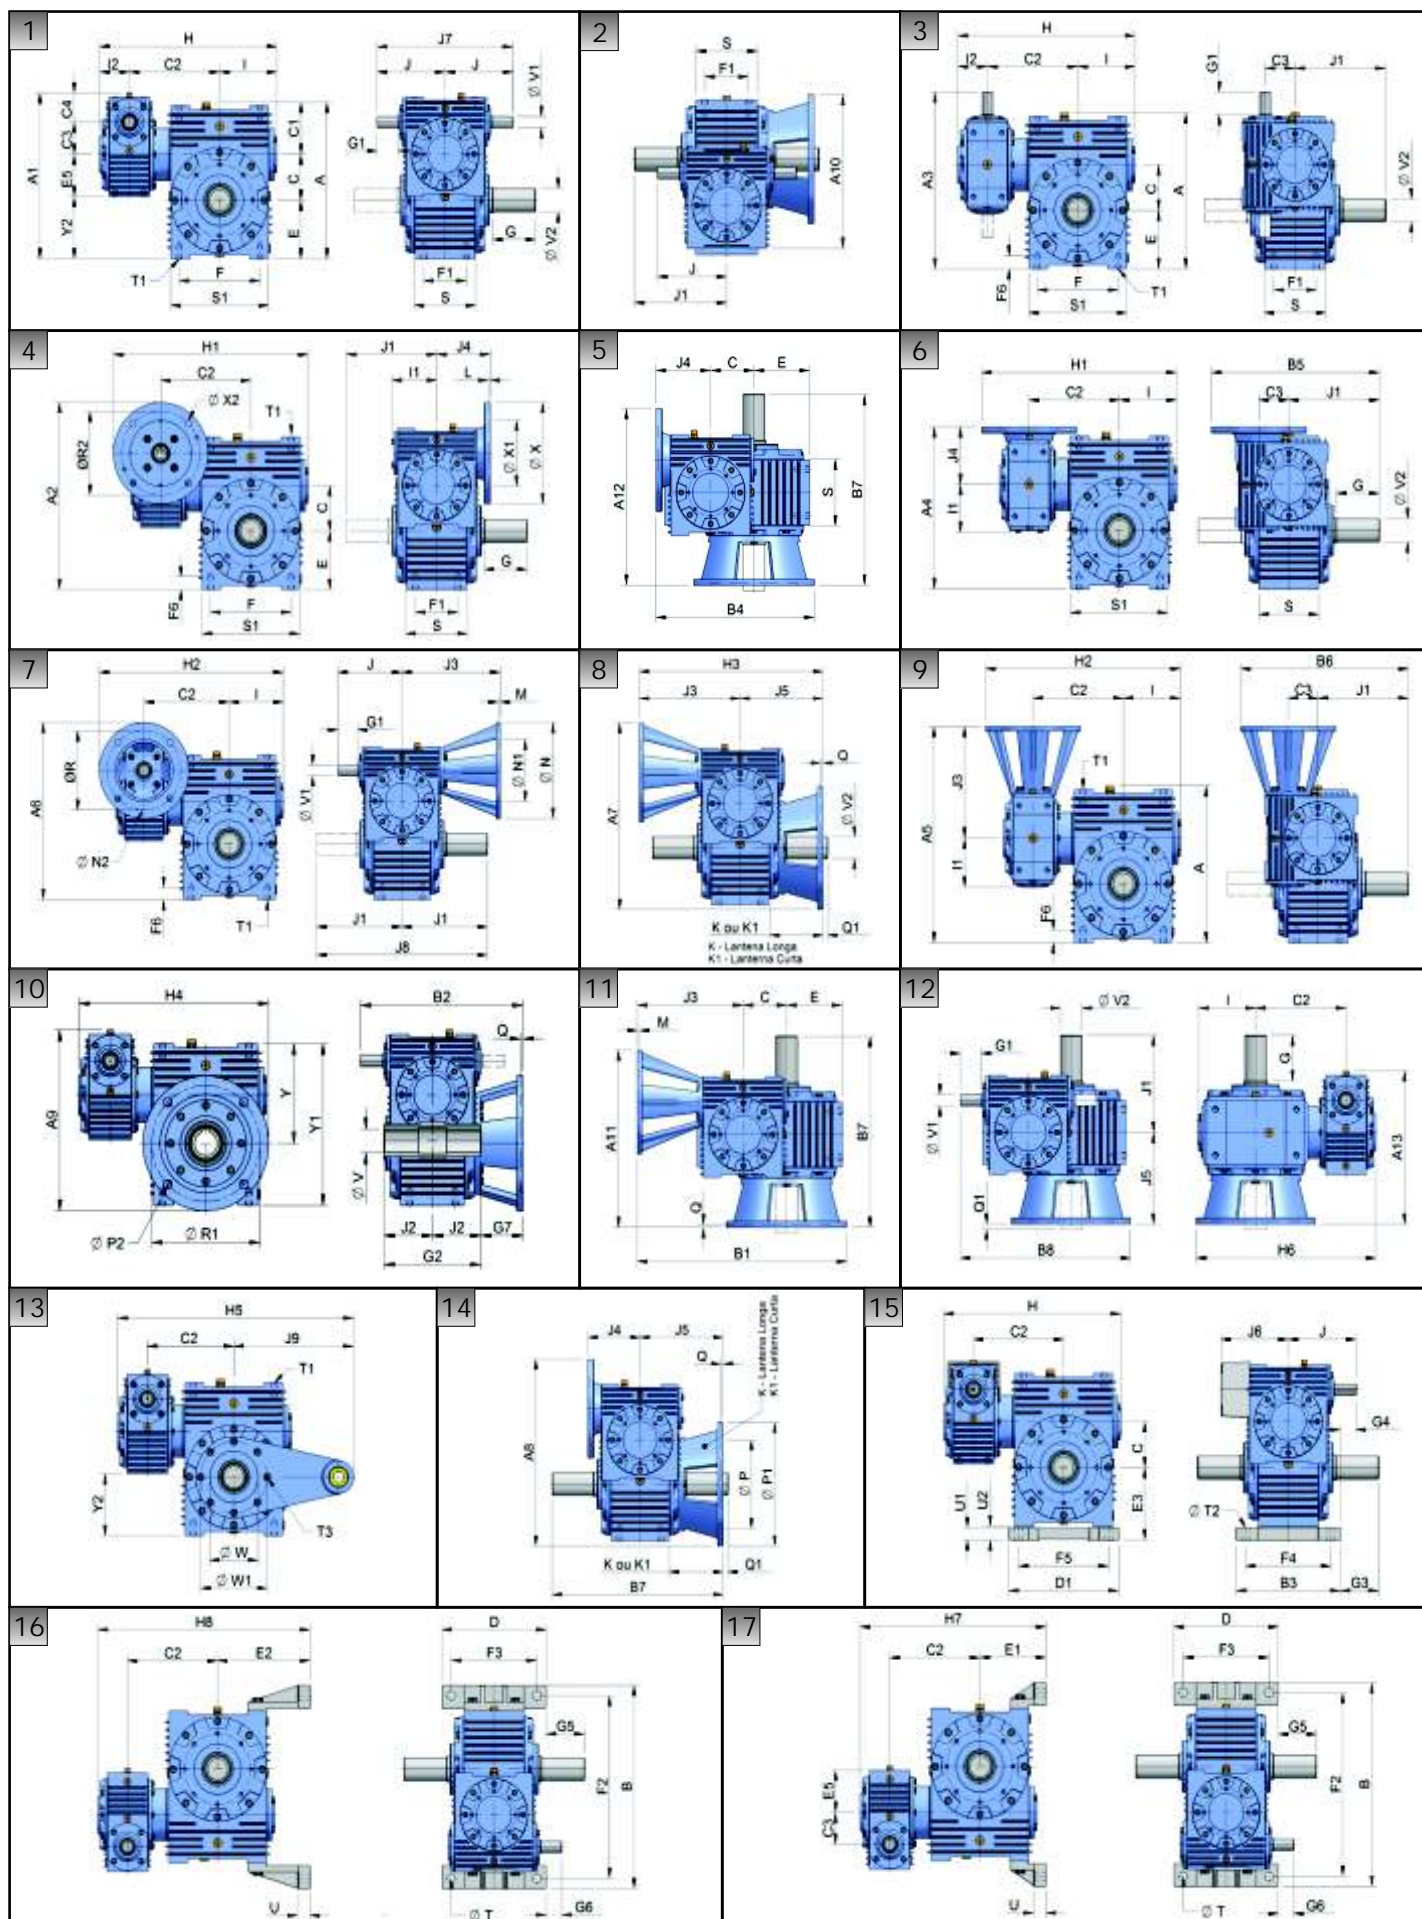 1
H
J7
I2
C2
I
J
J
Ø V1
C4
C3
E5
Y2
A1
C1
C
E
A
G1
G
Ø V2
T1
F
S1
F1
S
2
S
F1
A10
J
J1
3
H
I2
C2
I
G1
C3
J1
A3
C
E
A
Ø V2
F6
F
S1
T1
F1
S
4
H1
C2
Ø X2
T1
ØR2
A2
C
E
F6
F
S1
J1
J4
I1
L
Ø X1
Ø X
G
F1
S
5
J4
C
E
A12
S
B7
B4
6
H1
C2
I
B5
C3
J1
J4
I1
A4
G
Ø V2
S1
S
7
H2
C2
I
J
J3
M
G1
ØR
A6
Ø V1
Ø N1
Ø N
Ø N2
F6
T1
J1
J1
J8
8
H3
J3
J5
Q
A7
Ø V2
K ou K1
Q1
K - Lantena Longa
K1 - Lanterna Curta
9
H2
C2
I
B6
C3
J1
J3
T1
A5
I1
A
F6
10
H4
B2
Q
A9
Y
Y1
Ø V
Ø P2
Ø R1
J2
J2
G7
G2
11
J3
C
E
M
A11
B7
Q
B1
12
Ø V2
I
C2
G1
G
J1
Ø V1
A13
J5
Q1
B8
H6
13
H5
C2
J9
T1
Y2
T3
Ø W
Ø W1
14
J4
J5
Q
K - Lantena Longa
K1 - Lanterna Curta
A8
Ø P
Ø P1
K ou K1
Q1
B7
15
H
C2
J6
J
G4
C
E3
U1
U2
Ø T2
F5
D1
F4
B3
G3
16
H8
C2
E2
D
F3
G5
F2
B
U
Ø T
G6
17
H7
C2
E1
D
F3
G5
E5
C3
F2
B
U
Ø T
G6